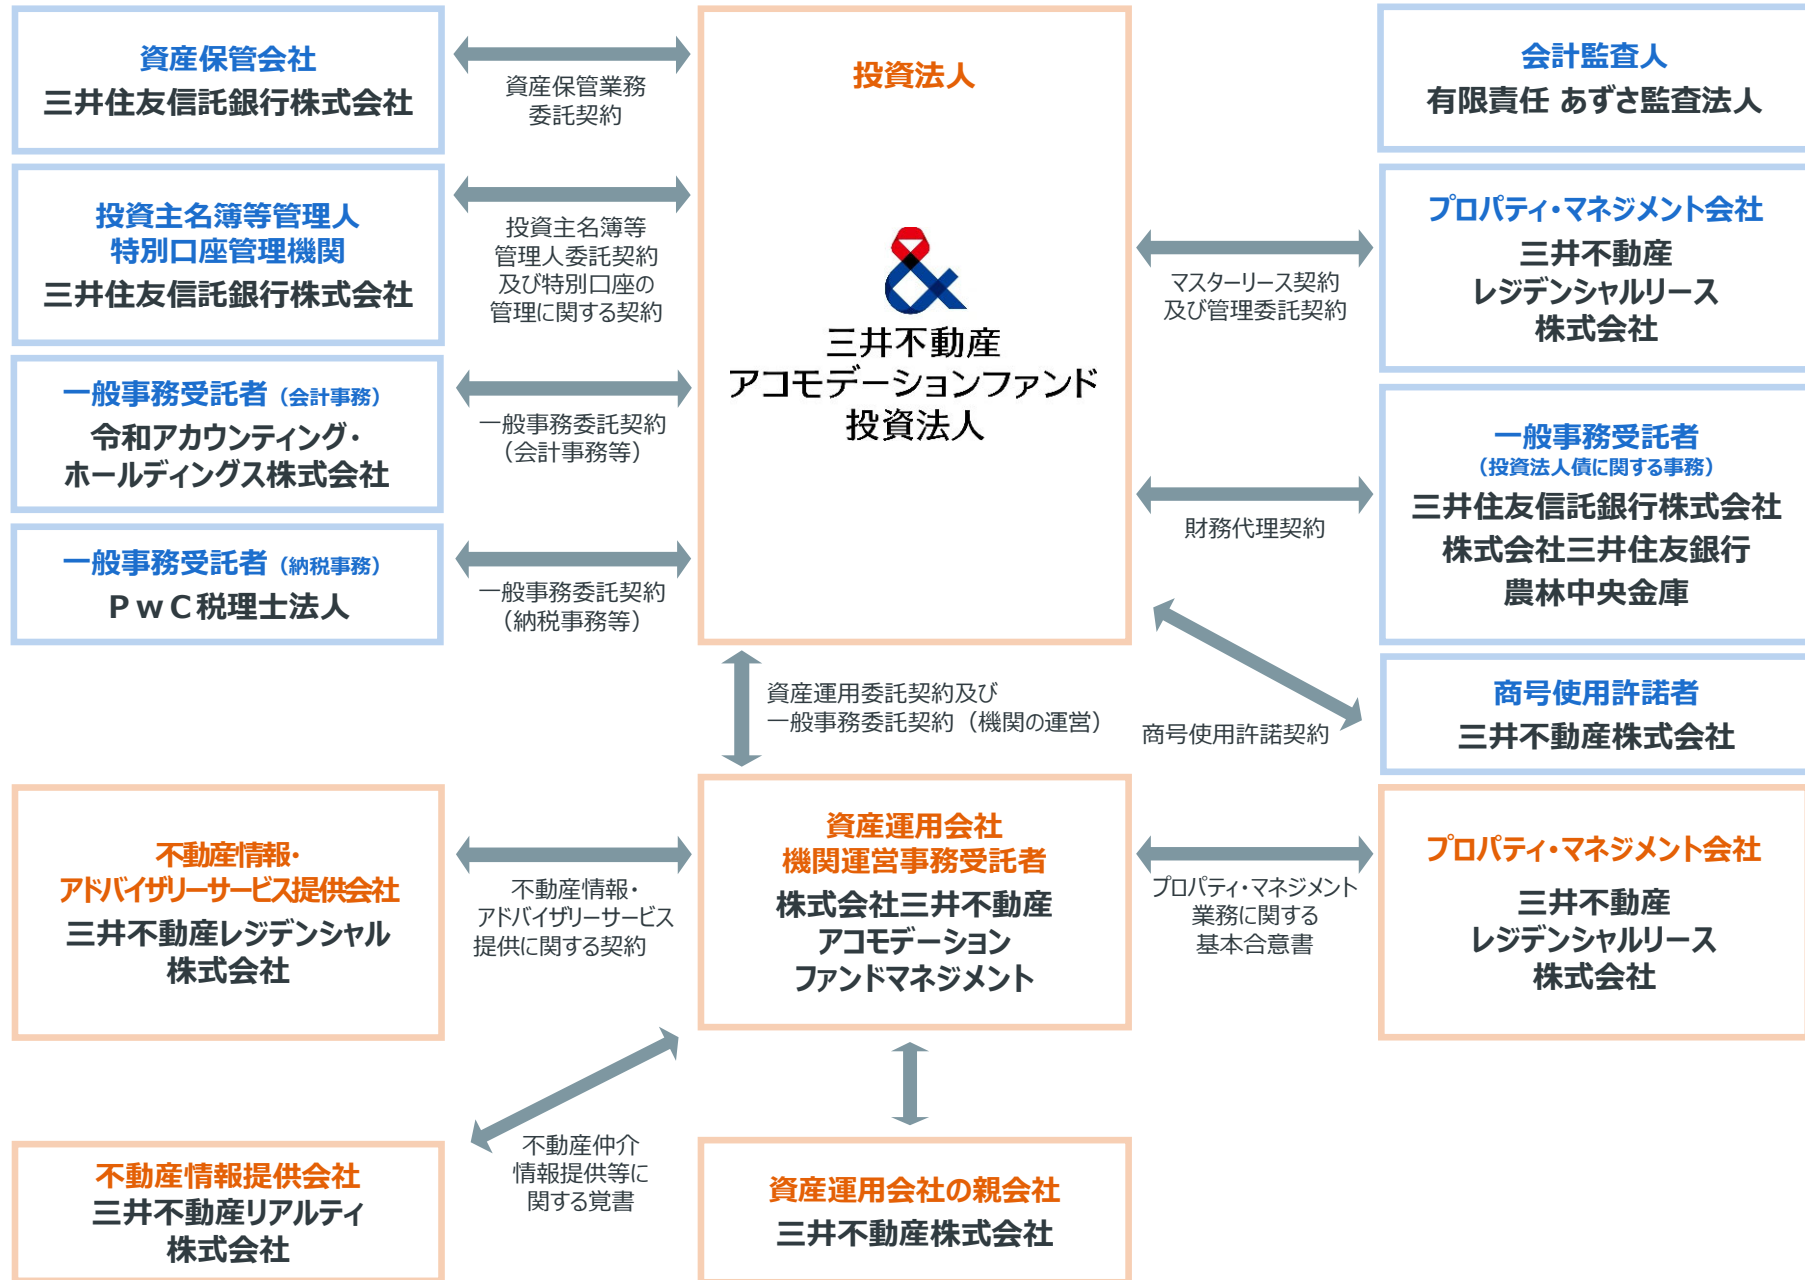 資産保管会社
三井住友信託銀行株式会社
資産保管業務
委託契約
投資主名簿等管理人
特別口座管理機関
三井住友信託銀行株式会社
投資主名簿等
管理人委託契約
及び特別口座の
管理に関する契約
一般事務受託者（会計事務）
令和アカウンティング・
ホールディングス株式会社
一般事務委託契約
（会計事務等）
一般事務受託者（納税事務）
ＰｗＣ税理士法人
一般事務委託契約
（納税事務等）
投資法人
三井不動産
アコモデーションファンド
投資法人
会計監査人
有限責任 あずさ監査法人
プロパティ・マネジメント会社
三井不動産
レジデンシャルリース
株式会社
マスターリース契約
及び管理委託契約
一般事務受託者
（投資法人債に関する事務）
三井住友信託銀行株式会社
株式会社三井住友銀行
農林中央金庫
財務代理契約
商号使用許諾者
三井不動産株式会社
商号使用許諾契約
資産運用委託契約及び
一般事務委託契約（機関の運営）
不動産情報・
アドバイザリーサービス提供会社
三井不動産レジデンシャル
株式会社
不動産情報・
アドバイザリーサービス
提供に関する契約
資産運用会社
機関運営事務受託者
株式会社三井不動産
アコモデーション
ファンドマネジメント
プロパティ・マネジメント
業務に関する
基本合意書
プロパティ・マネジメント会社
三井不動産
レジデンシャルリース
株式会社
不動産情報提供会社
三井不動産リアルティ
株式会社
不動産仲介
情報提供等に
関する覚書
資産運用会社の親会社
三井不動産株式会社